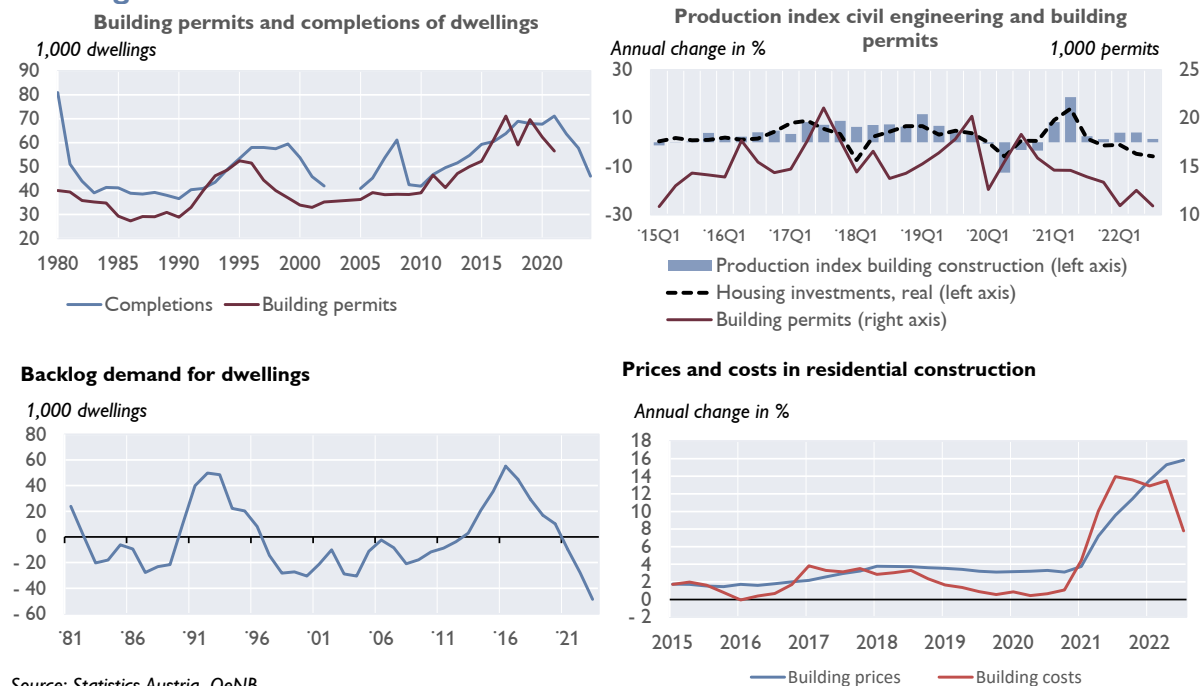 Building permits and completions of dwellings
1,000 dwellings
90
80
70
60
50
40
30
20
1980 1985 1990 1995 2000 2005 2010 2015 2020
Completions Building permits
Production index civil engineering and building
permits
Annual change in % 1,000 permits
30 25
10 20
-10 15
-30 10
'15Q1 '16Q1 '17Q1 '18Q1 '19Q1 '20Q1 '21Q1 '22Q1
Production index building construction (left axis)
Housing investments, real (left axis)
Building permits (right axis)
Backlog demand for dwellings
1,000 dwellings
80
60
40
20
0
- 20
- 40
- 60
'81 '86 '91 '96 '01 '06 '11 '16 '21
Prices and costs in residential construction
Annual change in %
18
16
14
12
10
8
6
4
2
0
- 2
2015 2016 2017 2018 2019 2020 2021 2022
Building prices Building costs
Source: Statistics Austria, OeNB